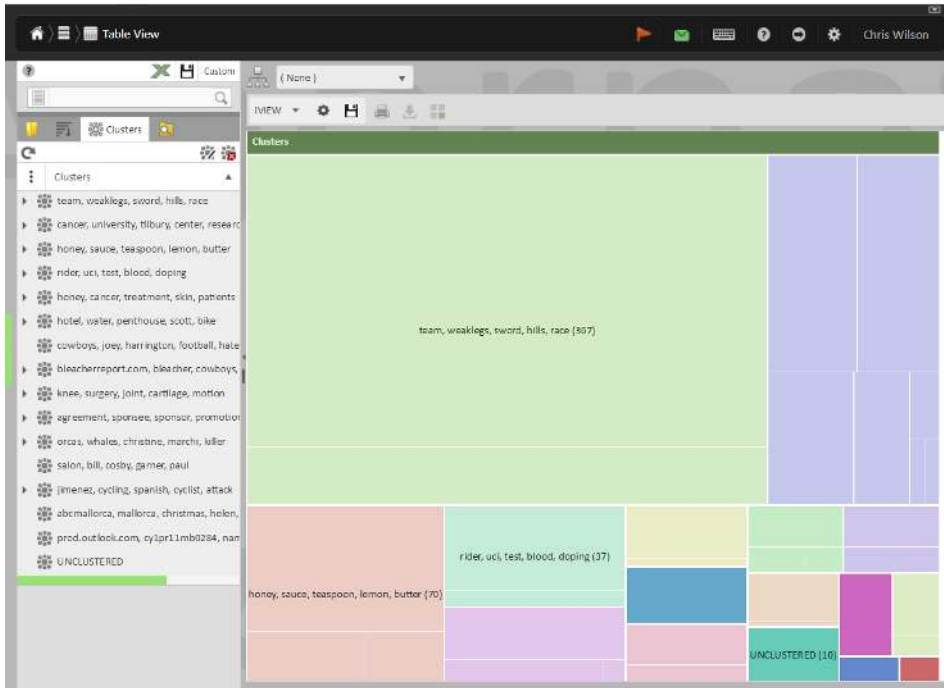 Table View
Chris Wilson
Custom
( None )
IVIEW
Clusters
Clusters
Clusters
team, weaklegs, sword, hills, race
cancer, university, tilbury, center, researc
honey, sauce, teaspoon, lemon, butter
rider, uci, test, blood, doping
honey, cancer, treatment, skin, patients
hotel, water, penthouse, scott, bike
cowboys, joey, harrington, football, hate
bleacherreport.com, bleacher, cowboys,
knee, surgery, joint, cartilage, motion
agreement, sponsee, sponsor, promotion
orcas, whales, christine, marchi, killer
salon, bill, cosby, garner, paul
jimenez, cycling, spanish, cyclist, attack
abcmallorca, mallorca, christmas, helen,
prod.outlook.com, cy1pr11mb0284, nam
UNCLUSTERED
team, weaklegs, sword, hills, race (367)
rider, uci, test, blood, doping (37)
honey, sauce, teaspoon, lemon, butter (70)
UNCLUSTERED (10)